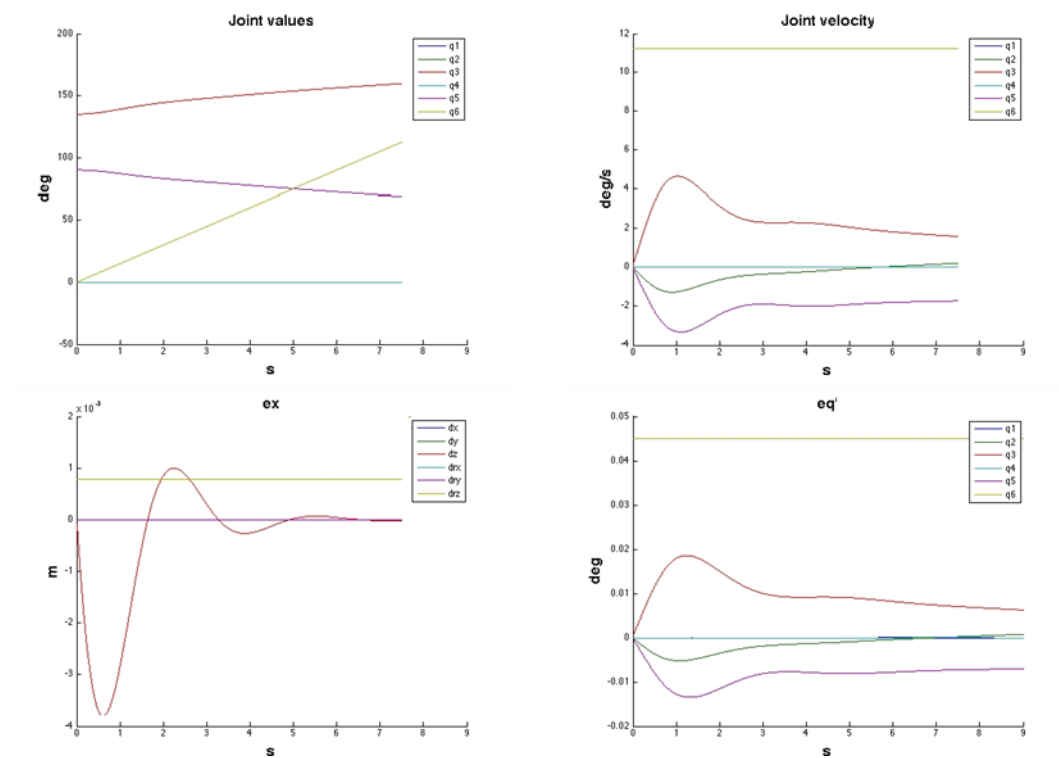 Joint values
200
150
100
50
0
-50
deg
0 1 2 3 4 5 6 7 8 9
s
q1
q2
q3
q4
q5
q6
Joint velocity
12
10
8
6
4
2
0
-2
-4
deg/s
0 1 2 3 4 5 6 7 8 9
s
q1
q2
q3
q4
q5
q6
ex
2
1
0
-1
-2
-3
-4
m
0 1 2 3 4 5 6 7 8 9
s
dx
dy
dz
drx
dry
drz
eq'
0.05
0.04
0.03
0.02
0.01
0
-0.01
-0.02
deg
0 1 2 3 4 5 6 7 8 9
s
q1
q2
q3
q4
q5
q6